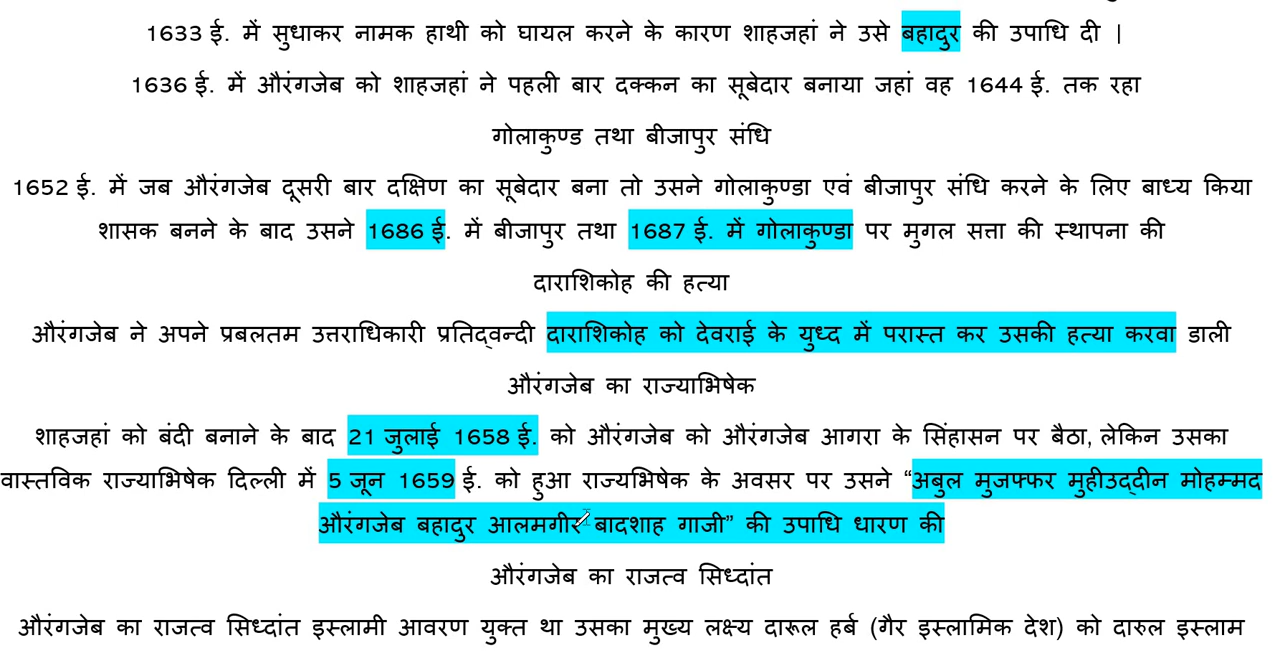 1633 ई. में सुधाकर नामक हाथी को घायल करने के कारण शाहजहां ने उसे बहादुर की उपाधि दी |
1636 ई. में औरंगजेब को शाहजहां ने पहली बार दक्कन का सूबेदार बनाया जहां वह 1644 ई. तक रहा
गोलाकुण्ड तथा बीजापुर संधि
1652 ई. में जब औरंगजेब दूसरी बार दक्षिण का सूबेदार बना तो उसने गोलाकुण्डा एवं बीजापुर संधि करने के लिए बाध्य किया
शासक बनने के बाद उसने 1686 ई. में बीजापुर तथा 1687 ई. में गोलाकुण्डा पर मुगल सत्ता की स्थापना की
दाराशिकोह की हत्या
औरंगजेब ने अपने प्रबलतम उत्तराधिकारी प्रतिद्वन्दी दाराशिकोह को देवराई के युध्द में परास्त कर उसकी हत्या करवा डाली
औरंगजेब का राज्याभिषेक
शाहजहां को बंदी बनाने के बाद 21 जुलाई 1658 ई. को औरंगजेब को औरंगजेब आगरा के सिंहासन पर बैठा, लेकिन उसका
वास्तविक राज्याभिषेक दिल्ली में 5 जून 1659 ई. को हुआ राज्यभिषेक के अवसर पर उसने “अबुल मुजफ्फर मुहीउद्दीन मोहम्मद
औरंगजेब बहादुर आलमगीर बादशाह गाजी” की उपाधि धारण की
औरंगजेब का राजत्व सिध्दांत
औरंगजेब का राजत्व सिध्दांत इस्लामी आवरण युक्त था उसका मुख्य लक्ष्य दारूल हर्ब (गैर इस्लामिक देश) को दारुल इस्लाम